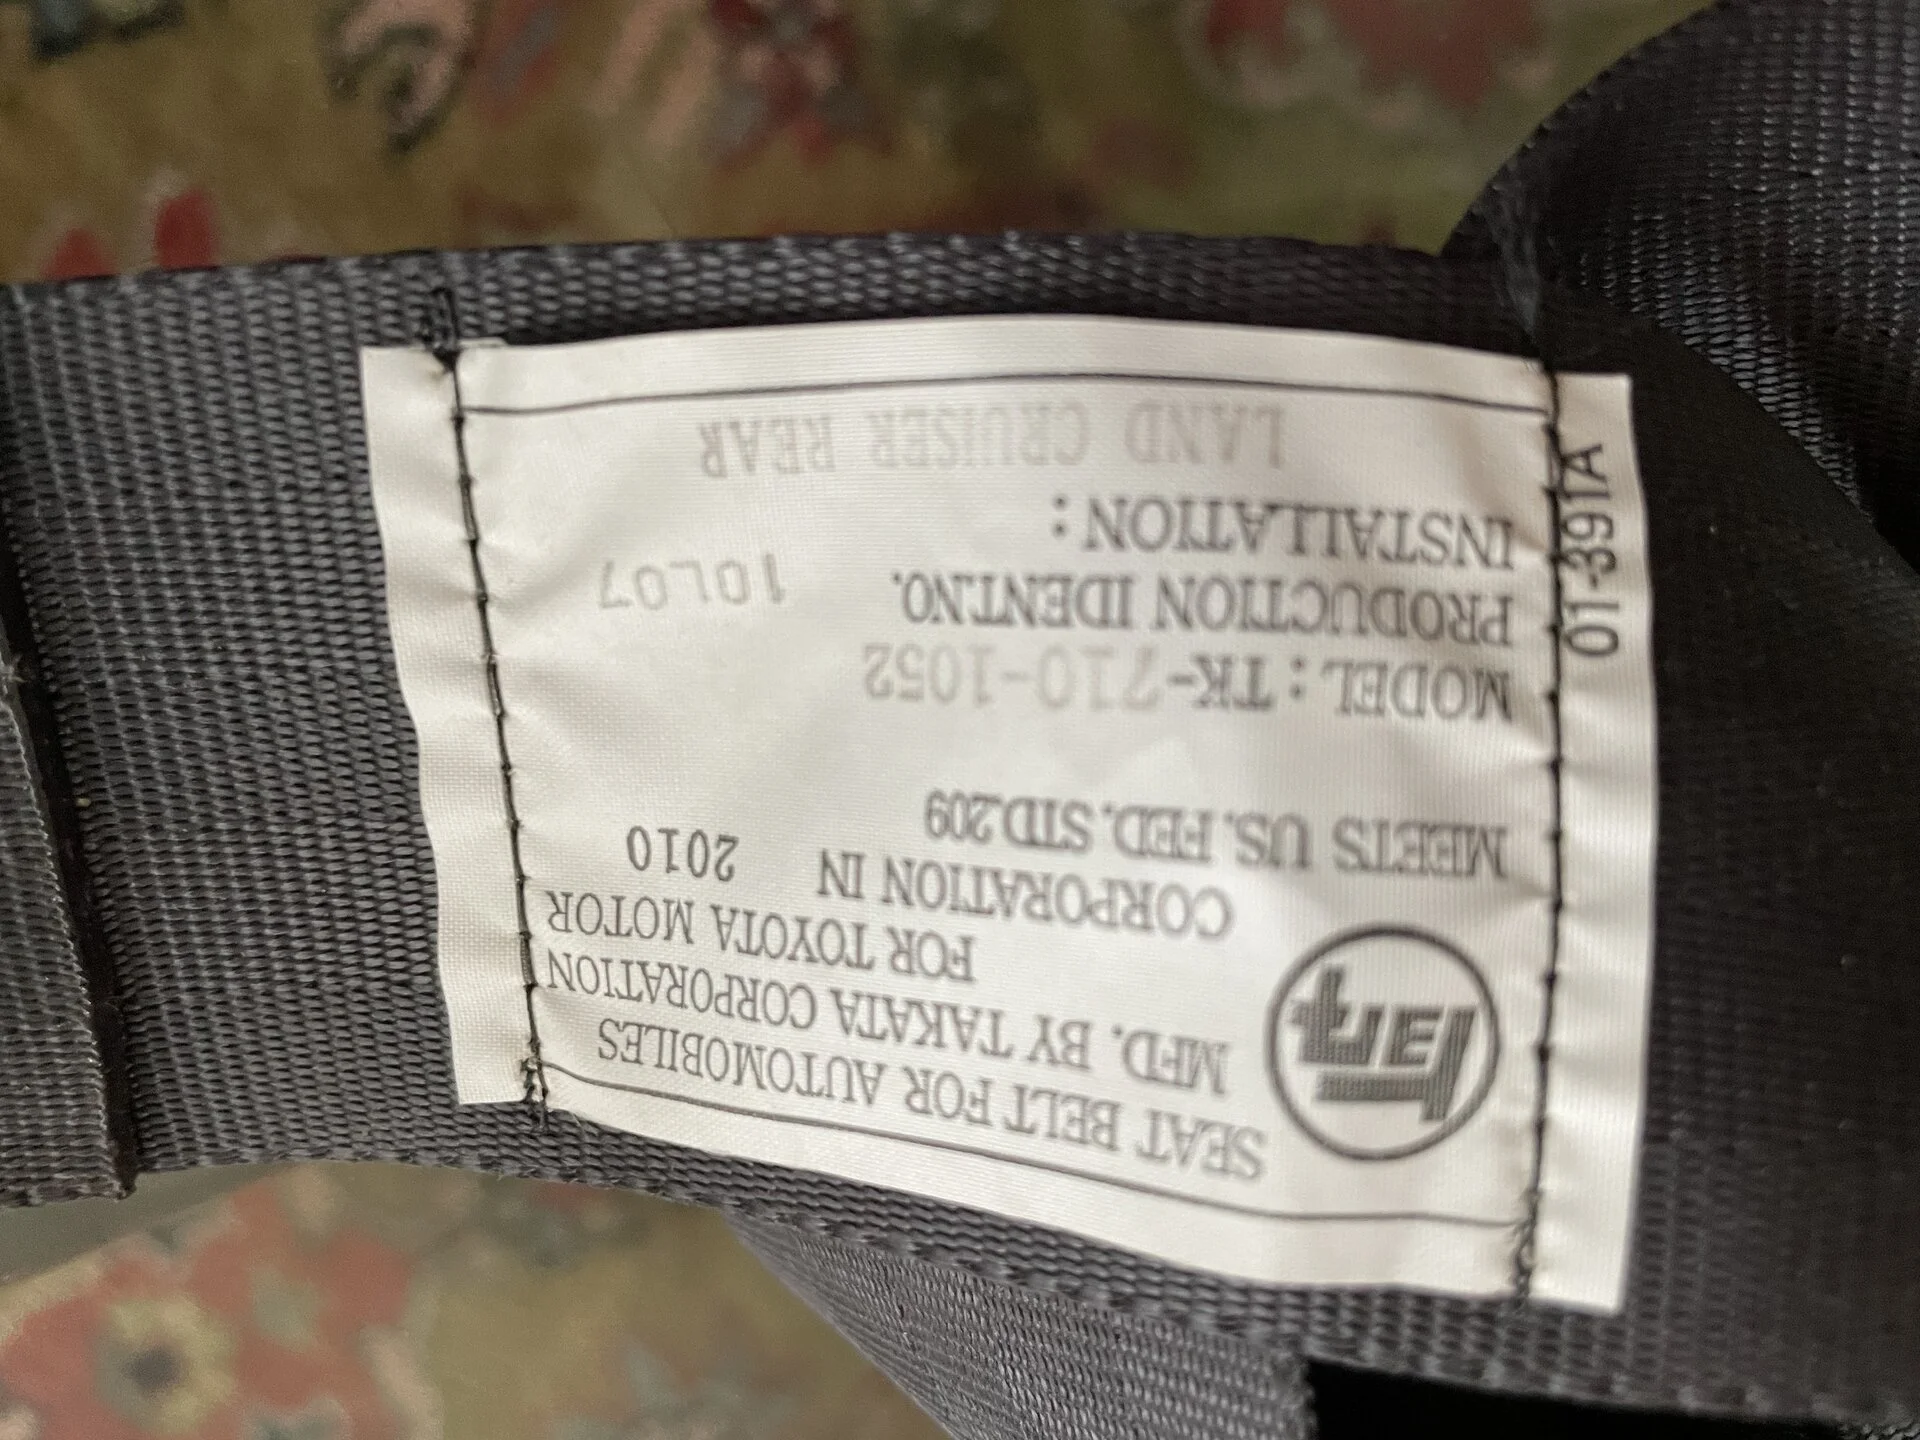 SEAT BELT FOR AUTOMOBILES
MFD. BY TAKATA CORPORATION
FOR TOYOTA MOTOR
CORPORATION IN 2010
MEETS US. FED. STD.209
MODEL : TK-710-1052
PRODUCTION IDENT.NO. 10L07
INSTALLATION :
LAND CRUISER REAR
01-391A